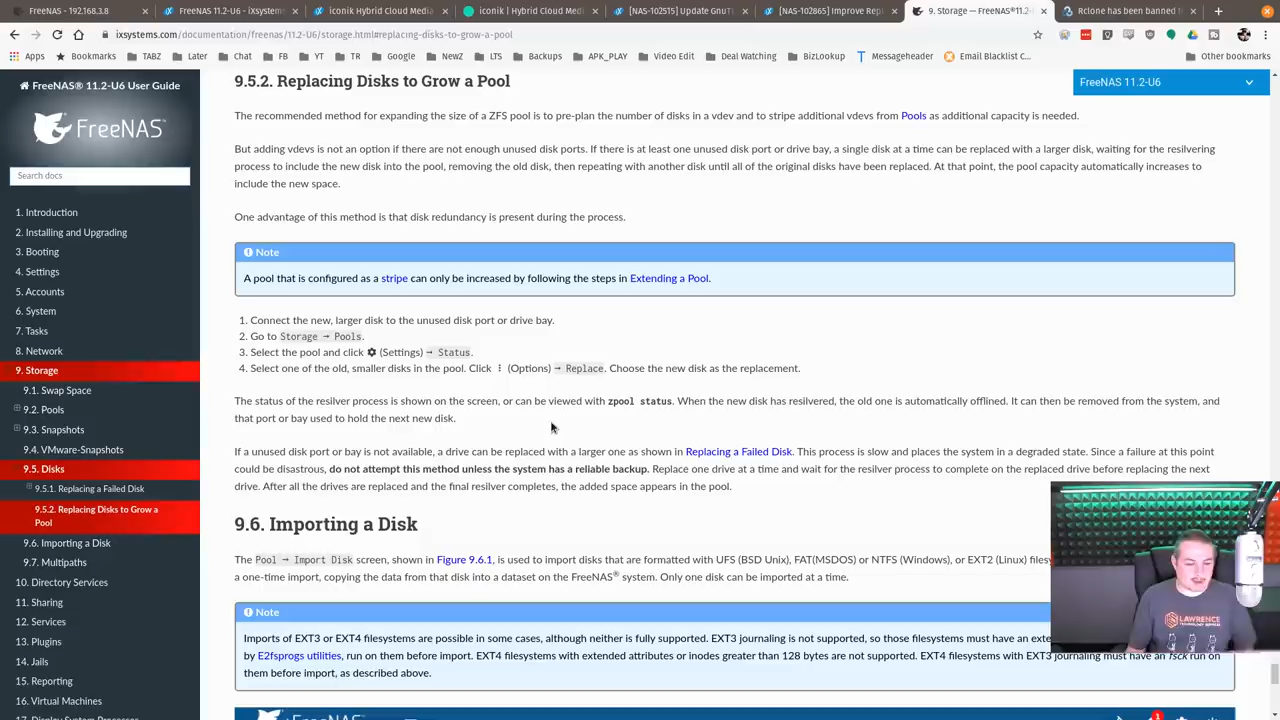 FreeNAS - 192.168.3.8
FreeNAS 11.2-U6 - ixSystems
iconik Hybrid Cloud Media
iconik | Hybrid Cloud Med
[NAS-102515] Update GnuT
[NAS-102865] Improve Rep
9. Storage — FreeNAS®11.2-
Rclone has been banned f
ixsystems.com/documentation/freenas/11.2-U6/storage.html#replacing-disks-to-grow-a-pool
Apps
Bookmarks
TABZ
Later
Chat
FB
YT
TR
Google
NewZ
LTS
Backups
APK_PLAY
Video Edit
Deal Watching
BizLookup
Messageheader
Email Blacklist C...
Other bookmarks
FreeNAS® 11.2-U6 User Guide
FreeNAS
Search docs
1. Introduction
2. Installing and Upgrading
3. Booting
4. Settings
5. Accounts
6. System
7. Tasks
8. Network
9. Storage
9.1. Swap Space
9.2. Pools
9.3. Snapshots
9.4. VMware-Snapshots
9.5. Disks
9.5.1. Replacing a Failed Disk
9.5.2. Replacing Disks to Grow a
Pool
9.6. Importing a Disk
9.7. Multipaths
10. Directory Services
11. Sharing
12. Services
13. Plugins
14. Jails
15. Reporting
16. Virtual Machines
17. Display System Processes
FreeNAS 11.2-U6
9.5.2. Replacing Disks to Grow a Pool
The recommended method for expanding the size of a ZFS pool is to pre-plan the number of disks in a vdev and to stripe additional vdevs from Pools as additional capacity is needed.
But adding vdevs is not an option if there are not enough unused disk ports. If there is at least one unused disk port or drive bay, a single disk at a time can be replaced with a larger disk, waiting for the resilvering
process to include the new disk into the pool, removing the old disk, then repeating with another disk until all of the original disks have been replaced. At that point, the pool capacity automatically increases to
include the new space.
One advantage of this method is that disk redundancy is present during the process.
Note
A pool that is configured as a stripe can only be increased by following the steps in Extending a Pool.
1. Connect the new, larger disk to the unused disk port or drive bay.
2. Go to Storage → Pools.
3. Select the pool and click (Settings) → Status.
4. Select one of the old, smaller disks in the pool. Click ⋮ (Options) → Replace. Choose the new disk as the replacement.
The status of the resilver process is shown on the screen, or can be viewed with zpool status. When the new disk has resilvered, the old one is automatically offlined. It can then be removed from the system, and
that port or bay used to hold the next new disk.
If a unused disk port or bay is not available, a drive can be replaced with a larger one as shown in Replacing a Failed Disk. This process is slow and places the system in a degraded state. Since a failure at this point
could be disastrous, do not attempt this method unless the system has a reliable backup. Replace one drive at a time and wait for the resilver process to complete on the replaced drive before replacing the next
drive. After all the drives are replaced and the final resilver completes, the added space appears in the pool.
9.6. Importing a Disk
The Pool → Import Disk screen, shown in Figure 9.6.1, is used to import disks that are formatted with UFS (BSD Unix), FAT(MSDOS) or NTFS (Windows), or EXT2 (Linux) filesy
a one-time import, copying the data from that disk into a dataset on the FreeNAS® system. Only one disk can be imported at a time.
Note
Imports of EXT3 or EXT4 filesystems are possible in some cases, although neither is fully supported. EXT3 journaling is not supported, so those filesystems must have an exte
by E2fsprogs utilities, run on them before import. EXT4 filesystems with extended attributes or inodes greater than 128 bytes are not supported. EXT4 filesystems with EXT3 journaling must have an fsck run on
them before import, as described above.
LAWRENCE
SERVICES